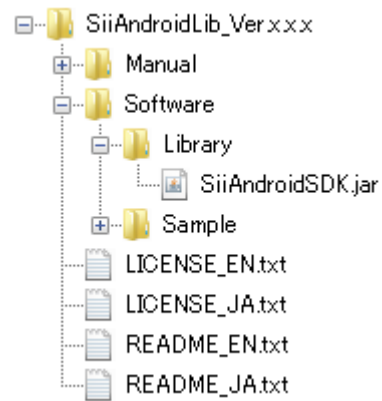 SiiAndroidLib_Ver.x.x.x
Manual
Software
Library
SiiAndroidSDK.jar
Sample
LICENSE_EN.txt
LICENSE_JA.txt
README_EN.txt
README_JA.txt